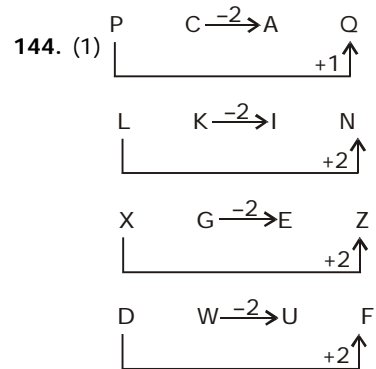 P C –2 A Q
144. (1)
+1
L K –2 I N
+2
X G –2 E Z
+2
D W –2 U F
+2